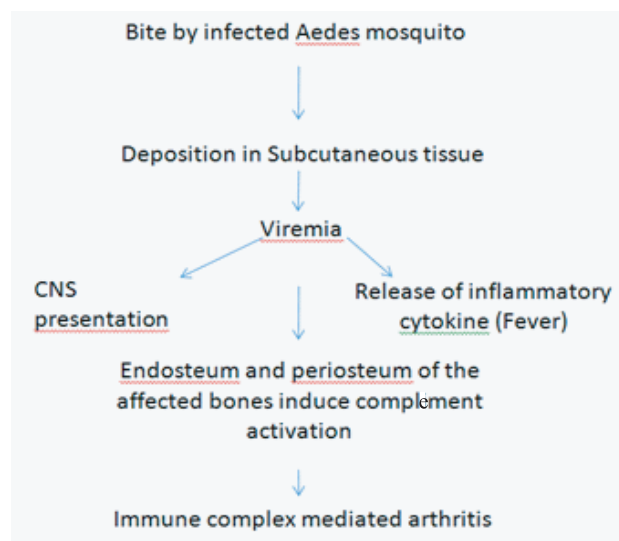 Bite by infected Aedes mosquito
Deposition in Subcutaneous tissue
Viremia
CNS
presentation
Release of inflammatory
cytokine (Fever)
Endosteum and periosteum of the
affected bones induce complement
activation
Immune complex mediated arthritis